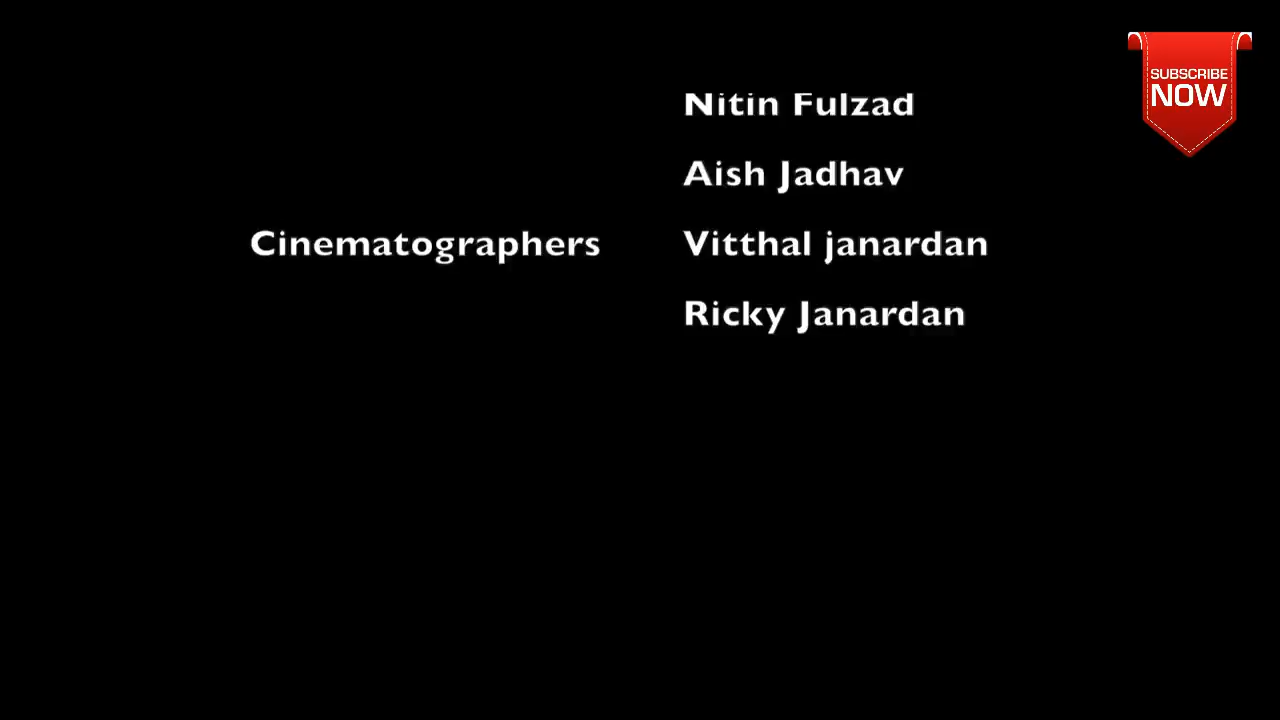 SUBSCRIBE
NOW
Nitin Fulzad
Aish Jadhav
Cinematographers Vitthal janardan
Ricky Janardan